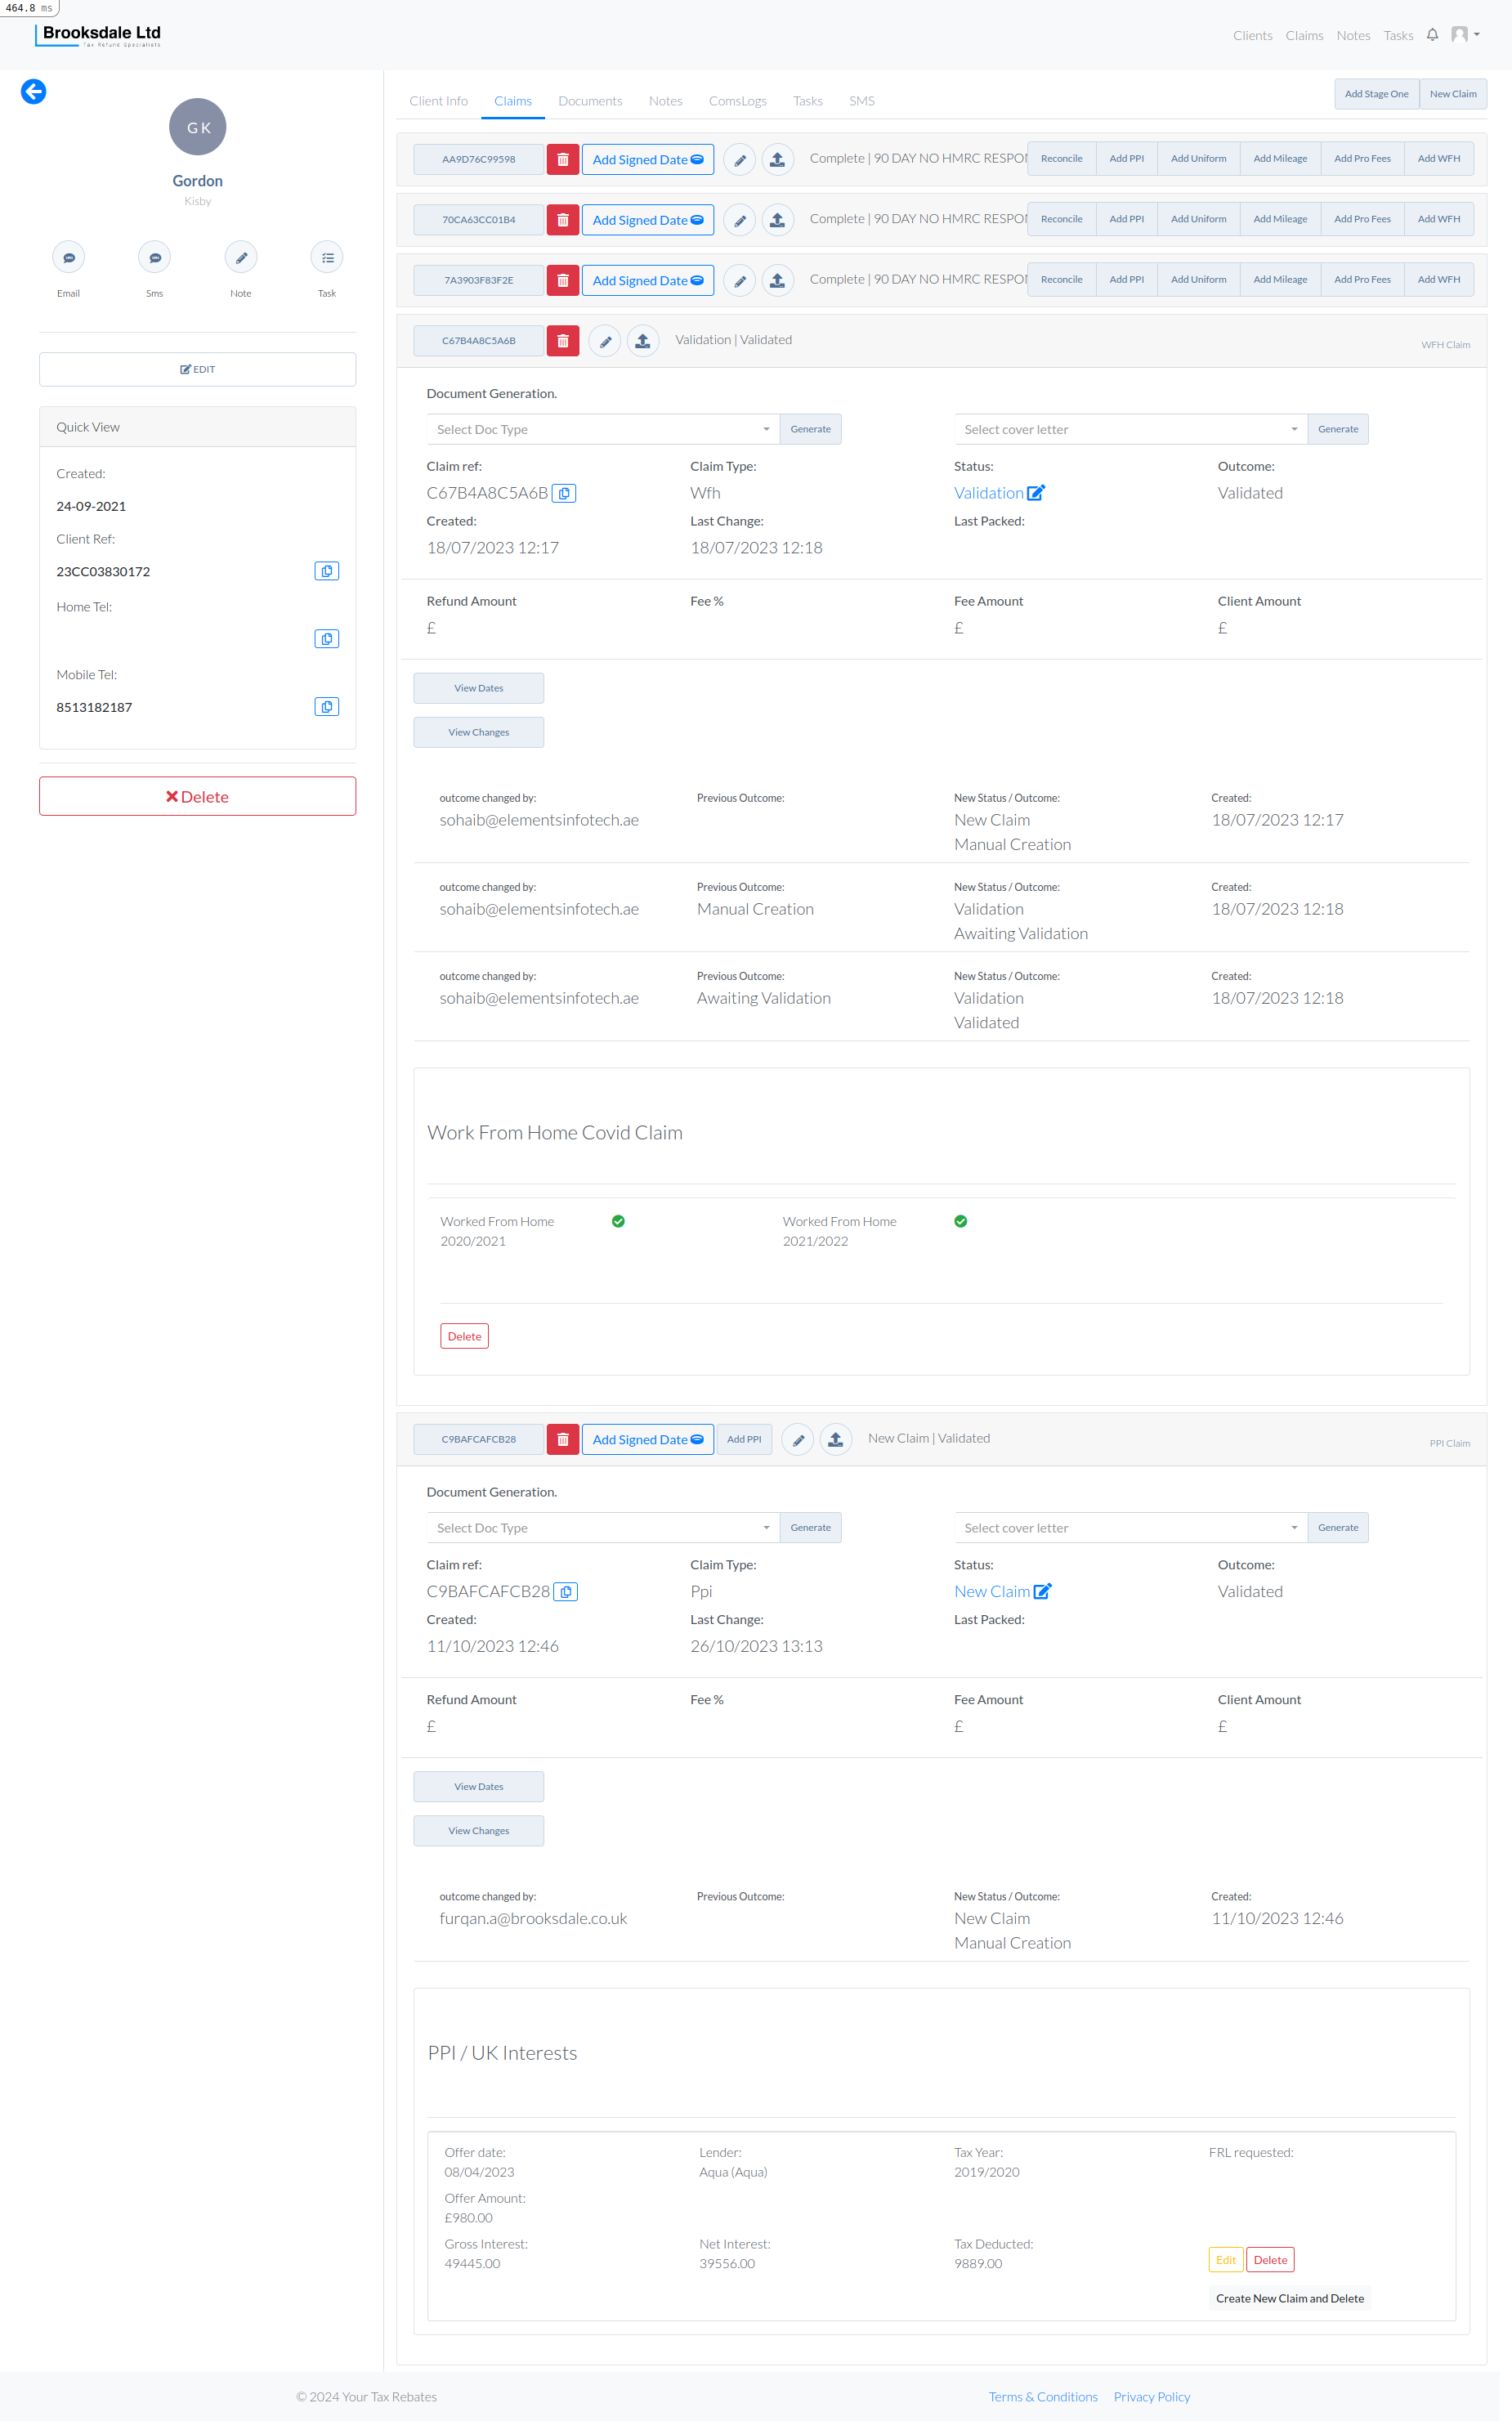 464.8 ms
Brooksdale Ltd
Tax Refund Specialists
Clients Claims Notes Tasks
G K
Gordon
Kisby
Email Sms Note Task
EDIT
Quick View
Created:
24-09-2021
Client Ref:
23CC03830172
Home Tel:
Mobile Tel:
8513182187
Delete
Client Info Claims Documents Notes ComsLogs Tasks SMS
Add Stage One New Claim
AA9D76C99598 Add Signed Date Complete | 90 DAY NO HMRC RESPON Reconcile Add PPI Add Uniform Add Mileage Add Pro Fees Add WFH
70CA63CC01B4 Add Signed Date Complete | 90 DAY NO HMRC RESPON Reconcile Add PPI Add Uniform Add Mileage Add Pro Fees Add WFH
7A3903F83F2E Add Signed Date Complete | 90 DAY NO HMRC RESPON Reconcile Add PPI Add Uniform Add Mileage Add Pro Fees Add WFH
C67B4A8C5A6B Validation | Validated WFH Claim
Document Generation.
Select Doc Type Generate Select cover letter Generate
Claim ref: Claim Type: Status: Outcome:
C67B4A8C5A6B Wfh Validation Validated
Created: Last Change: Last Packed:
18/07/2023 12:17 18/07/2023 12:18
Refund Amount Fee % Fee Amount Client Amount
£ £ £
View Dates
View Changes
outcome changed by: Previous Outcome: New Status / Outcome: Created:
sohaib@elementsinfotech.ae New Claim 18/07/2023 12:17
Manual Creation
outcome changed by: Previous Outcome: New Status / Outcome: Created:
sohaib@elementsinfotech.ae Manual Creation Validation 18/07/2023 12:18
Awaiting Validation
outcome changed by: Previous Outcome: New Status / Outcome: Created:
sohaib@elementsinfotech.ae Awaiting Validation Validation 18/07/2023 12:18
Validated
Work From Home Covid Claim
Worked From Home Worked From Home
2020/2021 2021/2022
Delete
C9BAFCAFCB28 Add Signed Date Add PPI New Claim | Validated PPI Claim
Document Generation.
Select Doc Type Generate Select cover letter Generate
Claim ref: Claim Type: Status: Outcome:
C9BAFCAFCB28 Ppi New Claim Validated
Created: Last Change: Last Packed:
11/10/2023 12:46 26/10/2023 13:13
Refund Amount Fee % Fee Amount Client Amount
£ £ £
View Dates
View Changes
outcome changed by: Previous Outcome: New Status / Outcome: Created:
furqan.a@brooksdale.co.uk New Claim 11/10/2023 12:46
Manual Creation
PPI / UK Interests
Offer date: Lender: Tax Year: FRL requested:
08/04/2023 Aqua (Aqua) 2019/2020
Offer Amount:
£980.00
Gross Interest: Net Interest: Tax Deducted:
49445.00 39556.00 9889.00
Edit Delete
Create New Claim and Delete
© 2024 Your Tax Rebates Terms & Conditions Privacy Policy